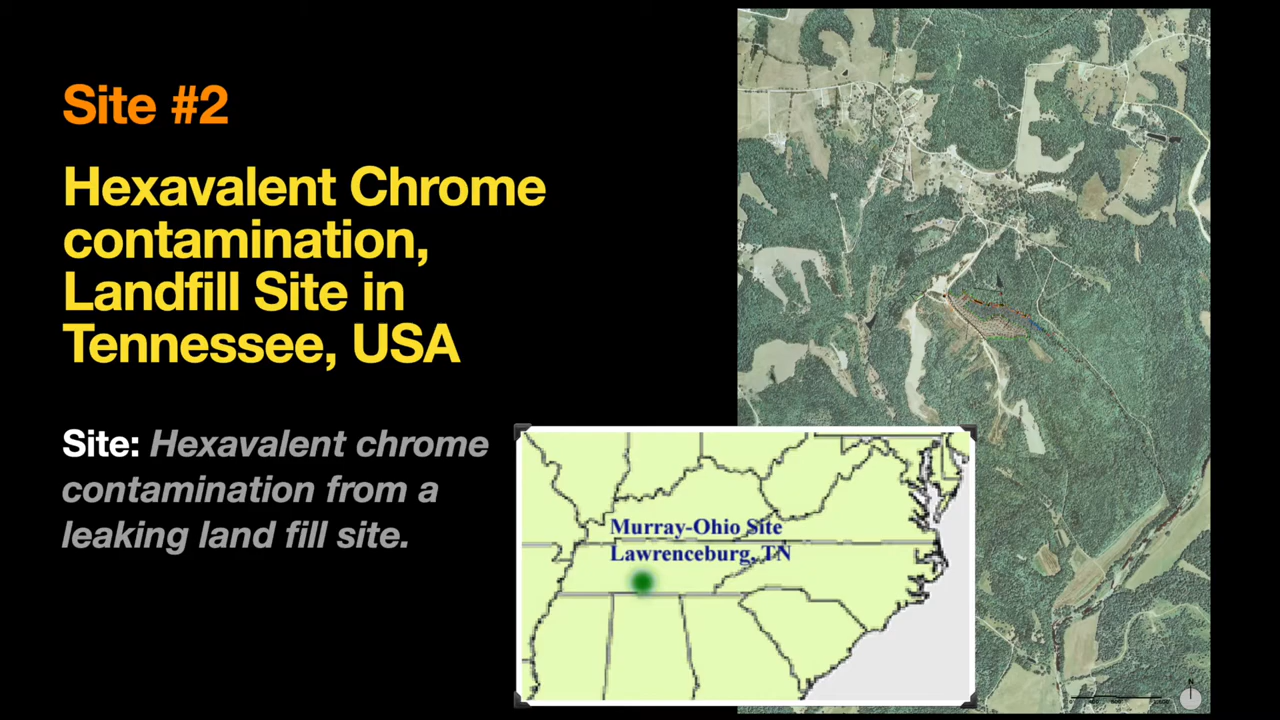 Site #2
Hexavalent Chrome
contamination,
Landfill Site in
Tennessee, USA
Site: Hexavalent chrome
contamination from a
leaking land fill site.
Murray-Ohio Site
Lawrenceburg, TN
N